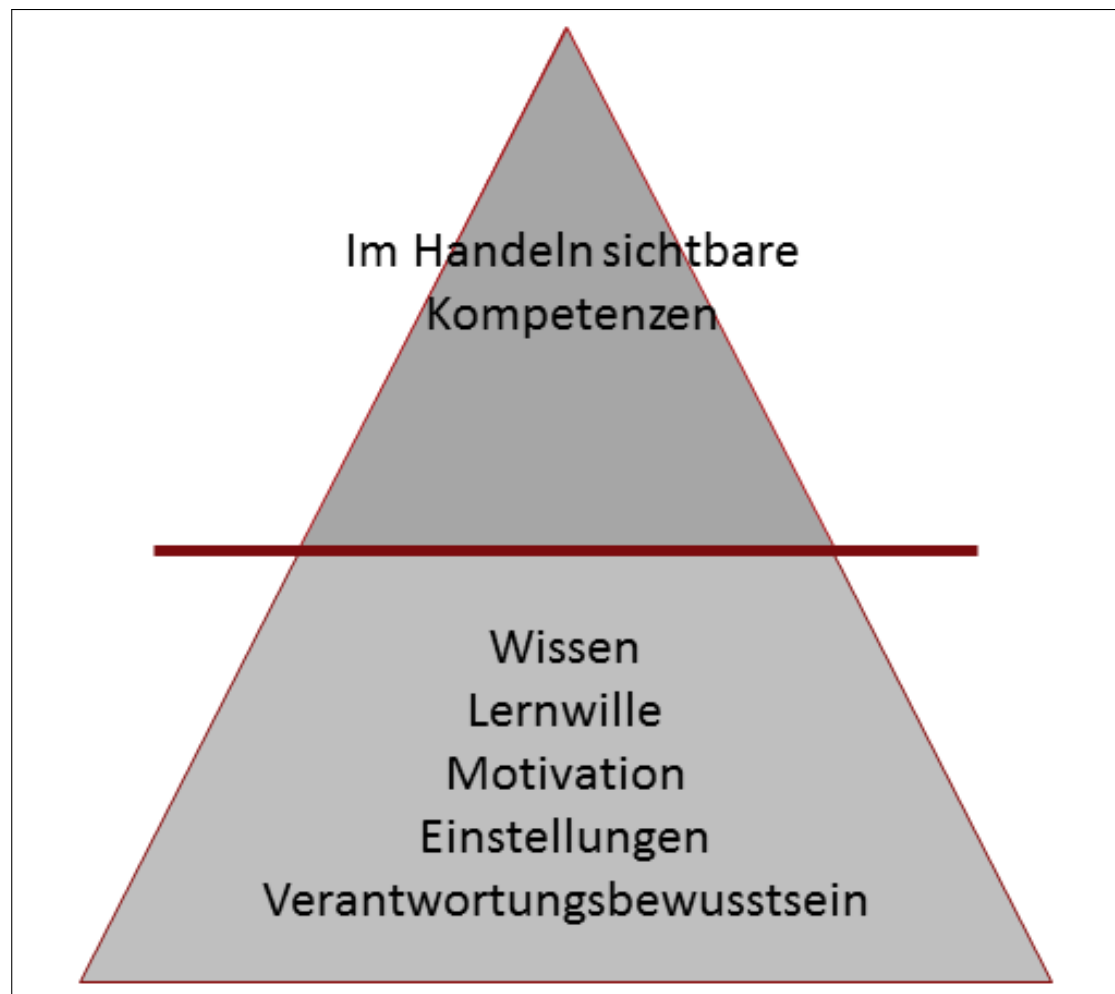 Im Handeln sichtbare
Kompetenzen
Wissen
Lernwille
Motivation
Einstellungen
Verantwortungsbewusstsein